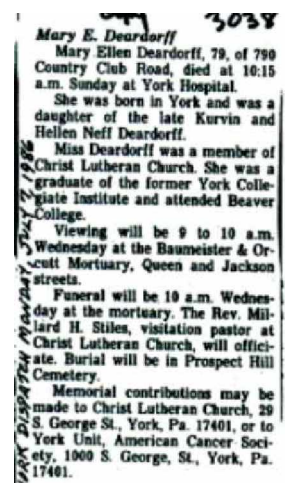 3038
Mary E. Deardorff
Mary Ellen Deardorff, 79, of 790
Country Club Road, died at 10:15
a.m. Sunday at York Hospital.
She was born in York and was a
daughter of the late Kurvin and
Hellen Neff Deardorff.
Miss Deardorff was a member of
Christ Lutheran Church. She was a
graduate of the former York Colle-
giate Institute and attended Beaver
College.
Viewing will be 9 to 10 a.m.
Wednesday at the Baumeister & Or-
cutt Mortuary, Queen and Jackson
streets.
Funeral will be 10 a.m. Wednes-
day at the mortuary. The Rev. Mil-
lard H. Stiles, visitation pastor at
Christ Lutheran Church, will offici-
ate. Burial will be in Prospect Hill
Cemetery.
Memorial contributions may be
made to Christ Lutheran Church, 29
S. George St., York, Pa. 17401, or to
York Unit, American Cancer Soci-
ety, 1000 S. George, St., York, Pa.
17401.
YORK DISPATCH MONDAY, JULY 7, 1986